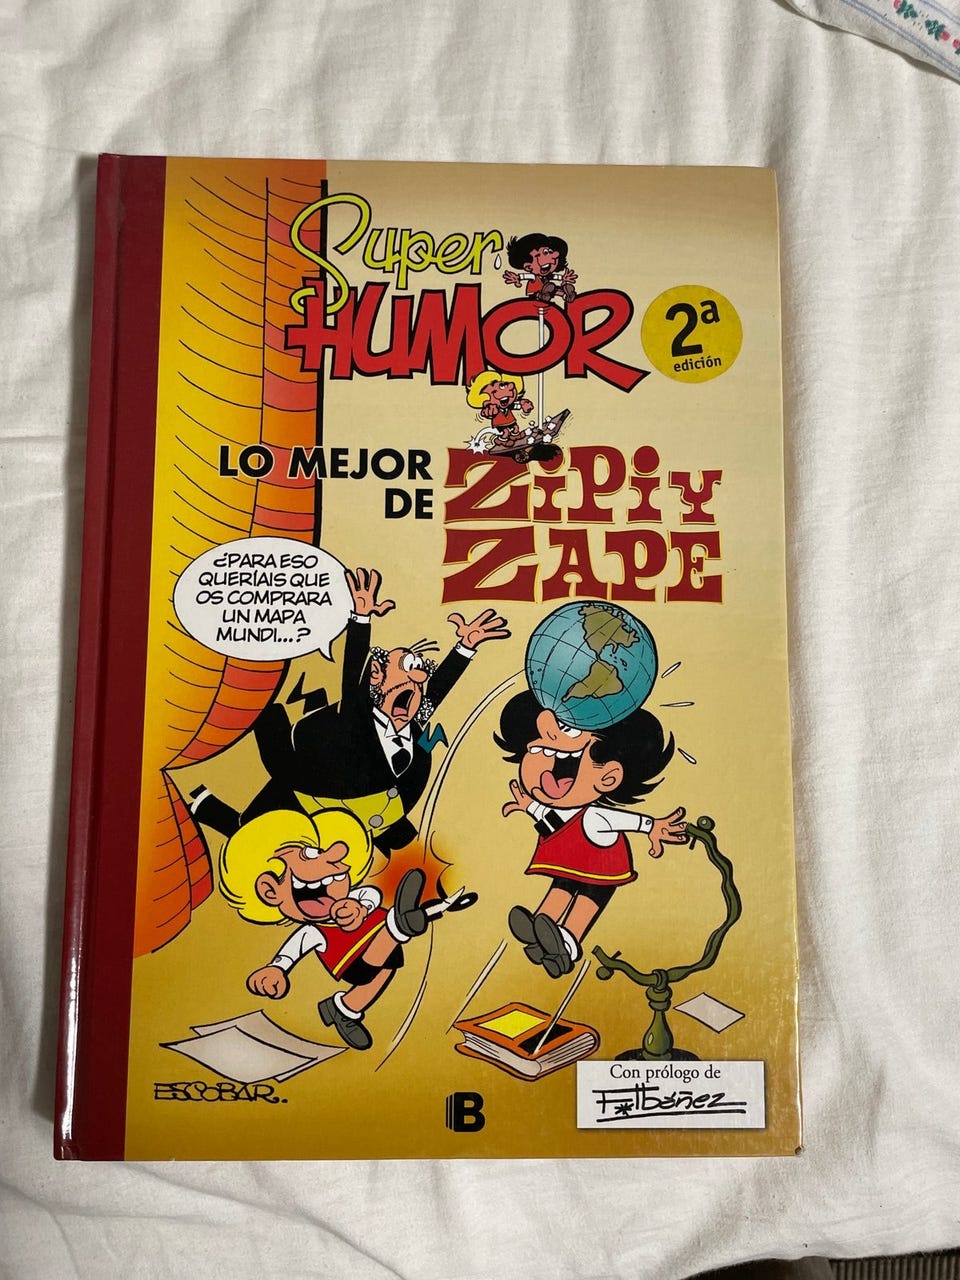 Super
HUMOR
2ª
edición
LO MEJOR
DE
ZiPi Y
ZAPE
¿PARA ESO
QUERÍAIS QUE
OS COMPRARA
UN MAPA
MUNDI...?
ESCOBAR.
B
Con prólogo de
F. Ibáñez